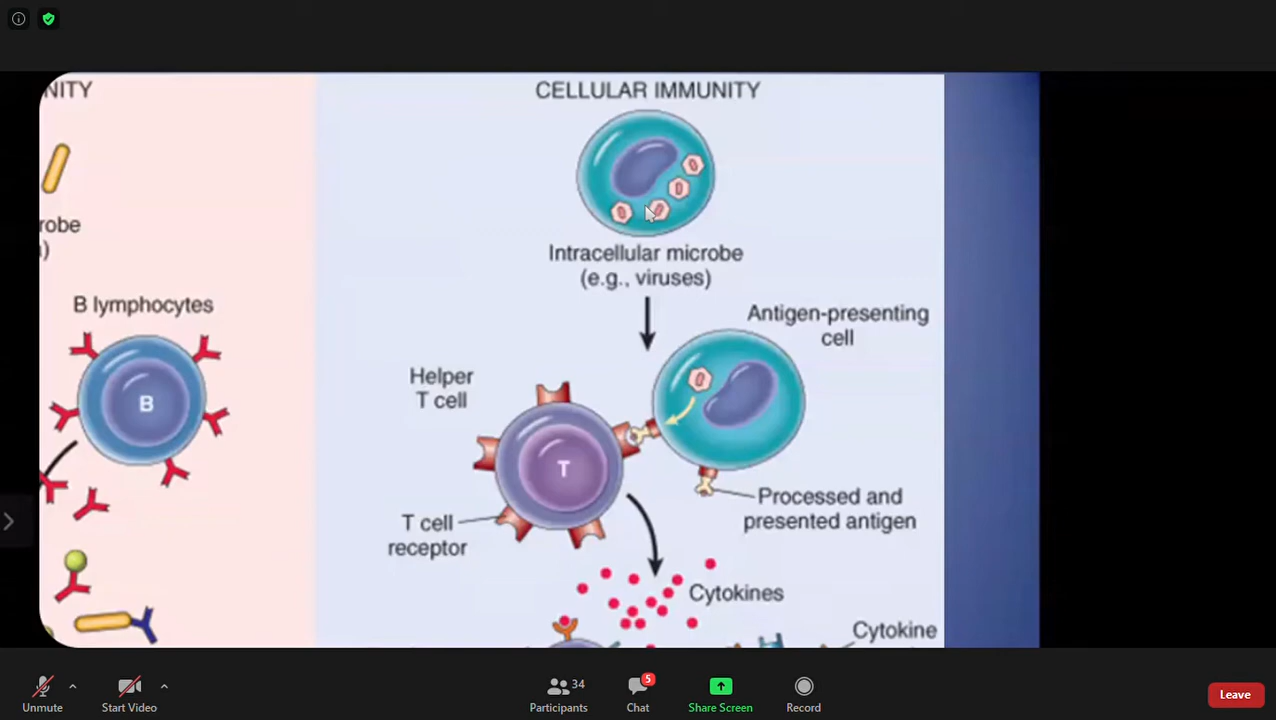 NITY
robe
)
B lymphocytes
B
CELLULAR IMMUNITY
Intracellular microbe
(e.g., viruses)
Antigen-presenting
cell
Helper
T cell
T
T cell
receptor
Processed and
presented antigen
Cytokines
Cytokine
Unmute
Start Video
34
Participants
5
Chat
Share Screen
Record
Leave